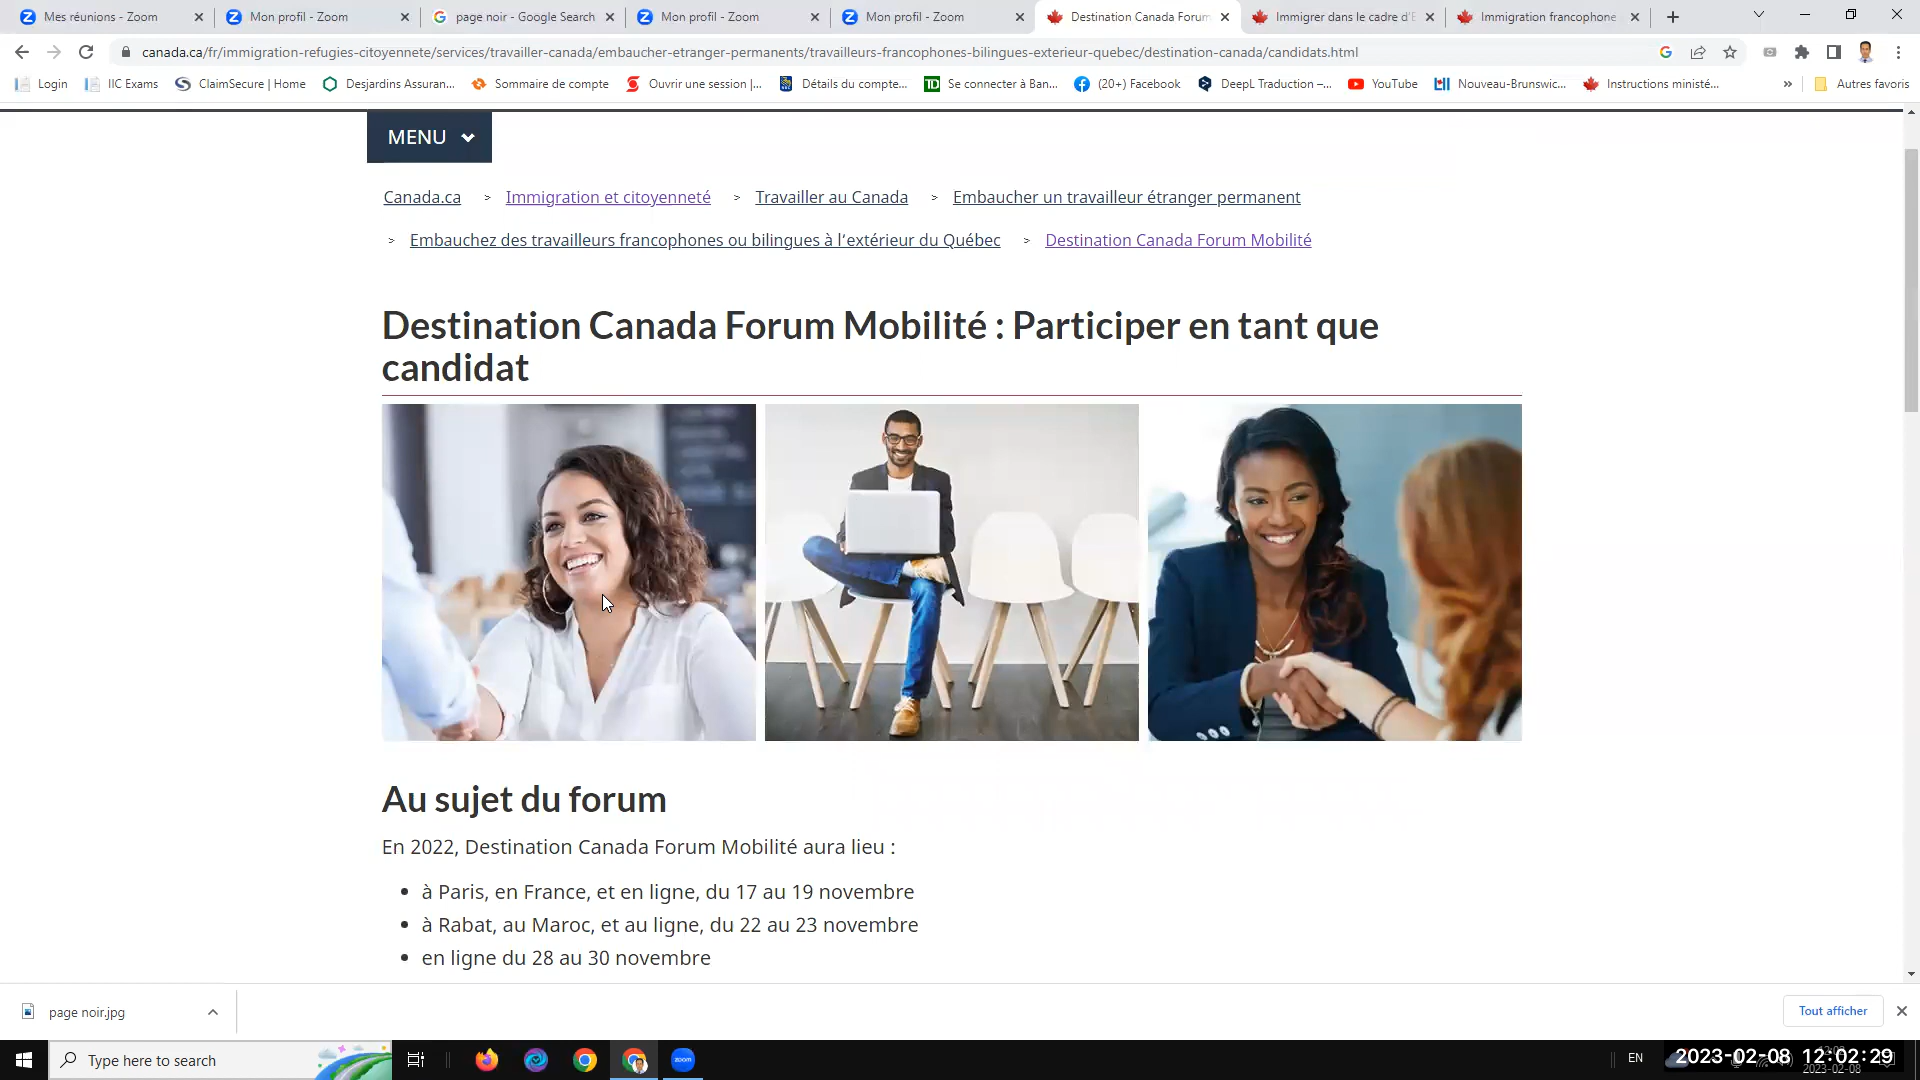 Mes réunions - Zoom
Mon profil - Zoom
page noir - Google Search
Mon profil - Zoom
Mon profil - Zoom
Destination Canada Forum
Immigrer dans le cadre d'E
Immigration francophone
canada.ca/fr/immigration-refugies-citoyennete/services/travailler-canada/embaucher-etranger-permanents/travailleurs-francophones-bilingues-exterieur-quebec/destination-canada/candidats.html
Login
IIC Exams
ClaimSecure | Home
Desjardins Assuran...
Sommaire de compte
Ouvrir une session |...
Détails du compte...
Se connecter à Ban...
(20+) Facebook
DeepL Traduction –...
YouTube
Nouveau-Brunswic...
Instructions ministé...
»
Autres favoris
MENU
Canada.ca > Immigration et citoyenneté > Travailler au Canada > Embaucher un travailleur étranger permanent
> Embauchez des travailleurs francophones ou bilingues à l’extérieur du Québec > Destination Canada Forum Mobilité
Destination Canada Forum Mobilité : Participer en tant que
candidat
Au sujet du forum
En 2022, Destination Canada Forum Mobilité aura lieu :
• à Paris, en France, et en ligne, du 17 au 19 novembre
• à Rabat, au Maroc, et au ligne, du 22 au 23 novembre
• en ligne du 28 au 30 novembre
page noir.jpg
Tout afficher
Type here to search
zoom
EN
2023-02-08 12:02:29
2023-02-08